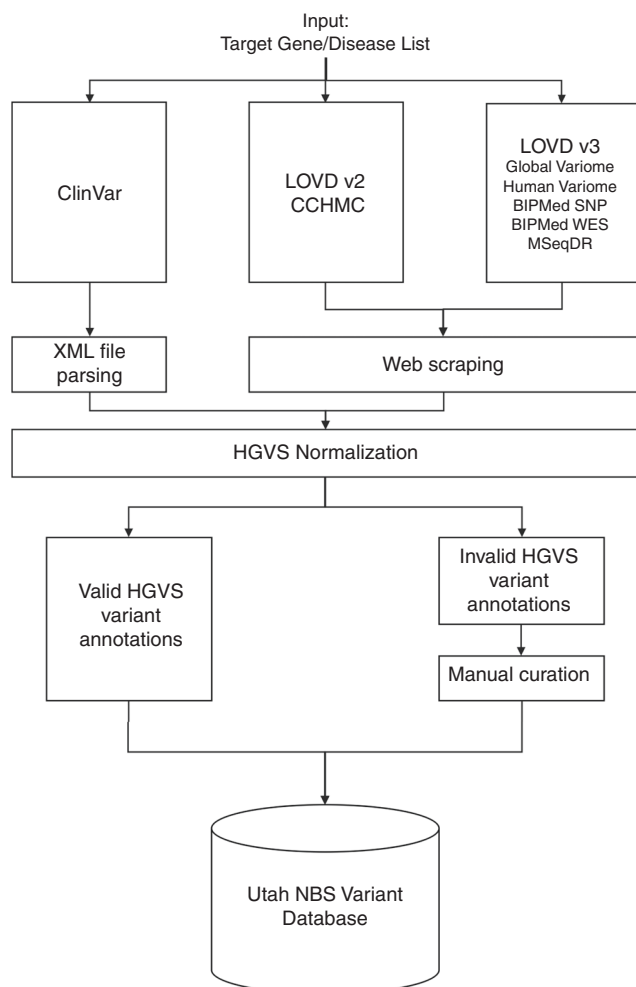 Input:
Target Gene/Disease List
ClinVar
LOVD v2
CCHMC
LOVD v3
Global Variome
Human Variome
BIPMed SNP
BIPMed WES
MSeqDR
XML file
parsing
Web scraping
HGVS Normalization
Valid HGVS
variant
annotations
Invalid HGVS
variant
annotations
Manual curation
Utah NBS Variant
Database